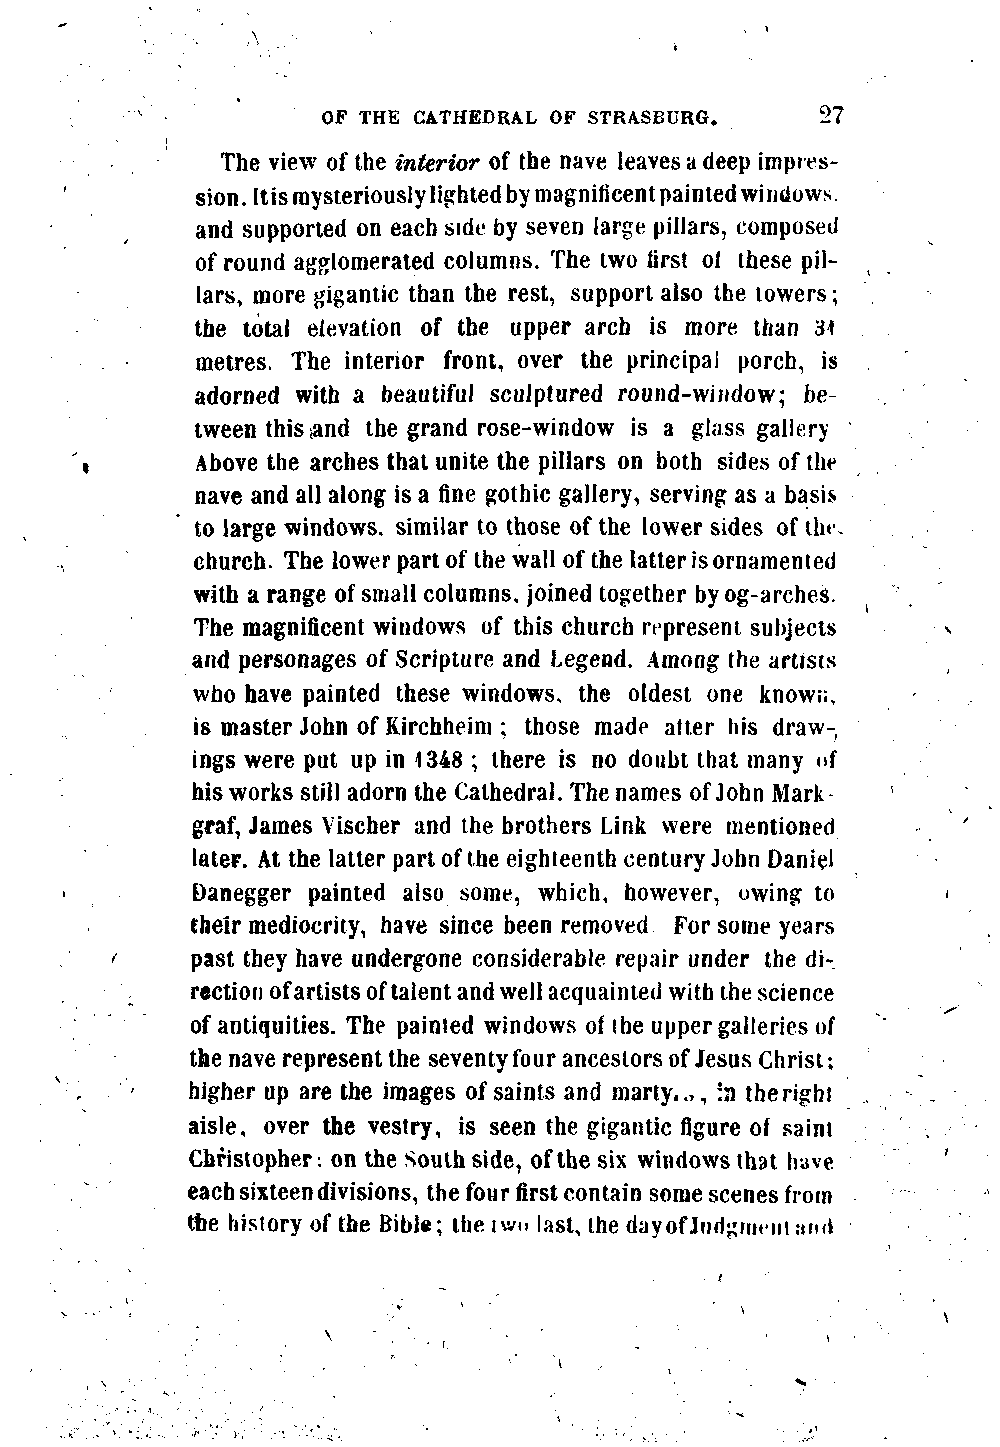 OF THE CATHEDRAL OF STRASBURG. 27
The view of the interior of the nave leaves a deep impres-
sion. It is mysteriously lighted by magnificent painted windows.
and supported on each side by seven large pillars, composed
of round agglomerated columns. The two first of these pil-
lars, more gigantic than the rest, support also the towers;
the total elevation of the upper arch is more than 31
metres. The interior front, over the principal porch, is
adorned with a beautiful sculptured round-window; be-
tween this and the grand rose-window is a glass gallery
Above the arches that unite the pillars on both sides of the
nave and all along is a fine gothic gallery, serving as a basis
to large windows. similar to those of the lower sides of the
church. The lower part of the wall of the latter is ornamented
with a range of small columns, joined together by og-arches.
The magnificent windows of this church represent subjects
and personages of Scripture and Legend. Among the artists
who have painted these windows, the oldest one known,
is master John of Kirchheim ; those made after his draw-
ings were put up in 1348 ; there is no doubt that many of
his works still adorn the Cathedral. The names of John Mark-
graf, James Vischer and the brothers Link were mentioned
later. At the latter part of the eighteenth century John Daniel
Danegger painted also some, which, however, owing to
their mediocrity, have since been removed For some years
past they have undergone considerable repair under the di-
rection of artists of talent and well acquainted with the science
of antiquities. The painted windows of the upper galleries of
the nave represent the seventy four ancestors of Jesus Christ;
higher up are the images of saints and , in the right
aisle, over the vestry, is seen the gigantic figure of saint
Christopher: on the South side, of the six windows that have
each sixteen divisions, the four first contain some scenes from
the history of the Bible; the two last, the day of Judgment and